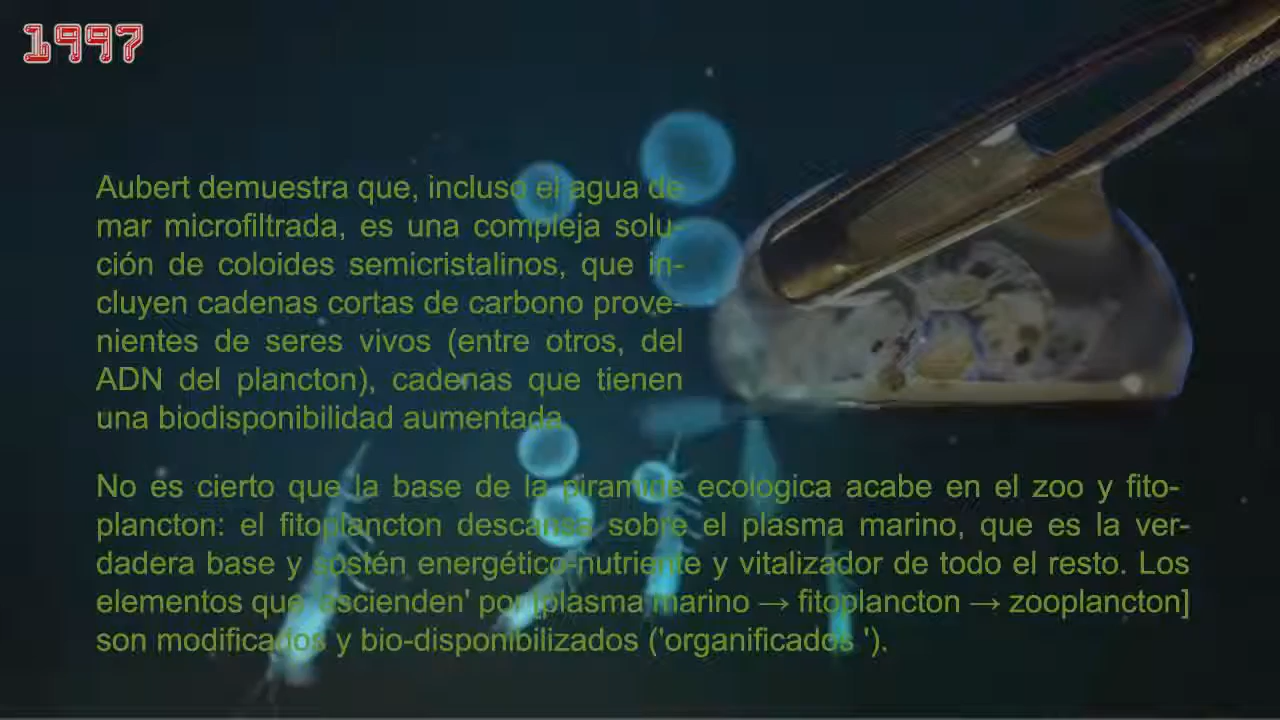 1997
Aubert demuestra que, incluso el agua de
mar microfiltrada, es una compleja solu-
ción de coloides semicristalinos, que in-
cluyen cadenas cortas de carbono prove-
nientes de seres vivos (entre otros, del
ADN del plancton), cadenas que tienen
una biodisponibilidad aumentada.
No es cierto que la base de la piramide ecológica acabe en el zoo y fito-
plancton: el fitoplancton descansa sobre el plasma marino, que es la ver-
dadera base y sostén energético-nutriente y vitalizador de todo el resto. Los
elementos que 'ascienden' por [plasma marino → fitoplancton → zooplancton]
son modificados y bio-disponibilizados ('organificados ').